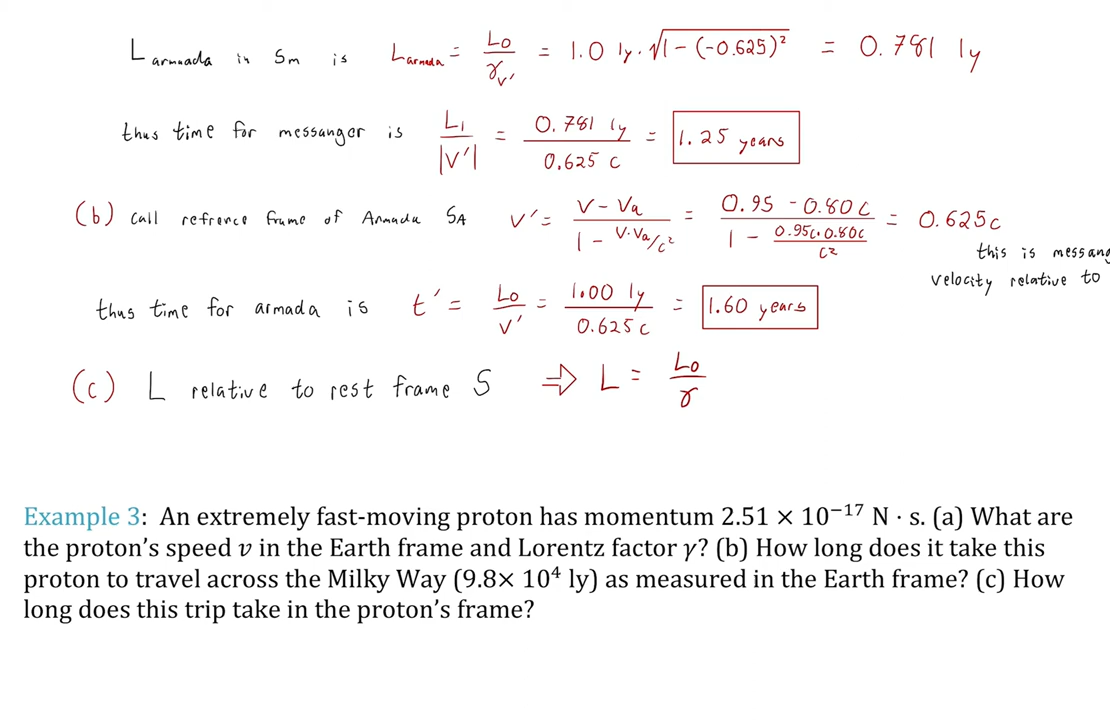 L armada in Sm is L armada = L₀/γᵥ' = 1.0 ly · √(1 - (-0.625)²) = 0.781 ly
thus time for messanger is L₁/|V'| = 0.781 ly/0.625 c = 1.25 years
(b) call refrence frame of Armada SA V' = (V - Va)/(1 - V·Va/c²) = (0.95 - 0.80c)/(1 - 0.95c·0.80c/c²) = 0.625c
this is messang
velocity relative to
thus time for armada is t' = L₀/V' = 1.00 ly/0.625c = 1.60 years
(c) L relative to rest frame S ⇒ L = L₀/γ
Example 3: An extremely fast-moving proton has momentum 2.51 × 10⁻¹⁷ N · s. (a) What are
the proton's speed v in the Earth frame and Lorentz factor γ? (b) How long does it take this
proton to travel across the Milky Way (9.8× 10⁴ ly) as measured in the Earth frame? (c) How
long does this trip take in the proton's frame?